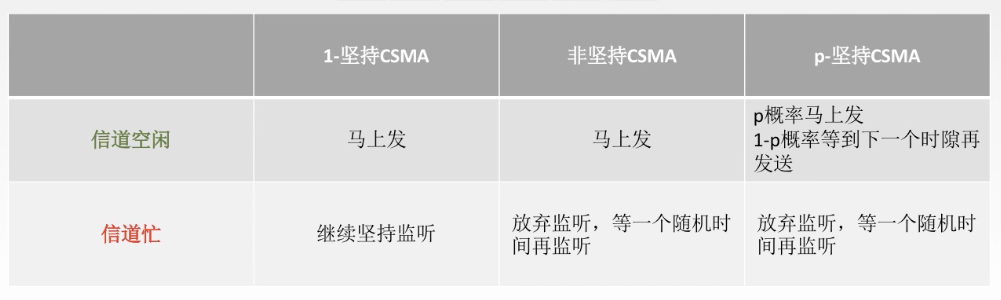 1-坚持CSMA
非坚持CSMA
p-坚持CSMA
信道空闲
马上发
马上发
p概率马上发
1-p概率等到下一个时隙再
发送
信道忙
继续坚持监听
放弃监听，等一个随机时
间再监听
放弃监听，等一个随机时
间再监听